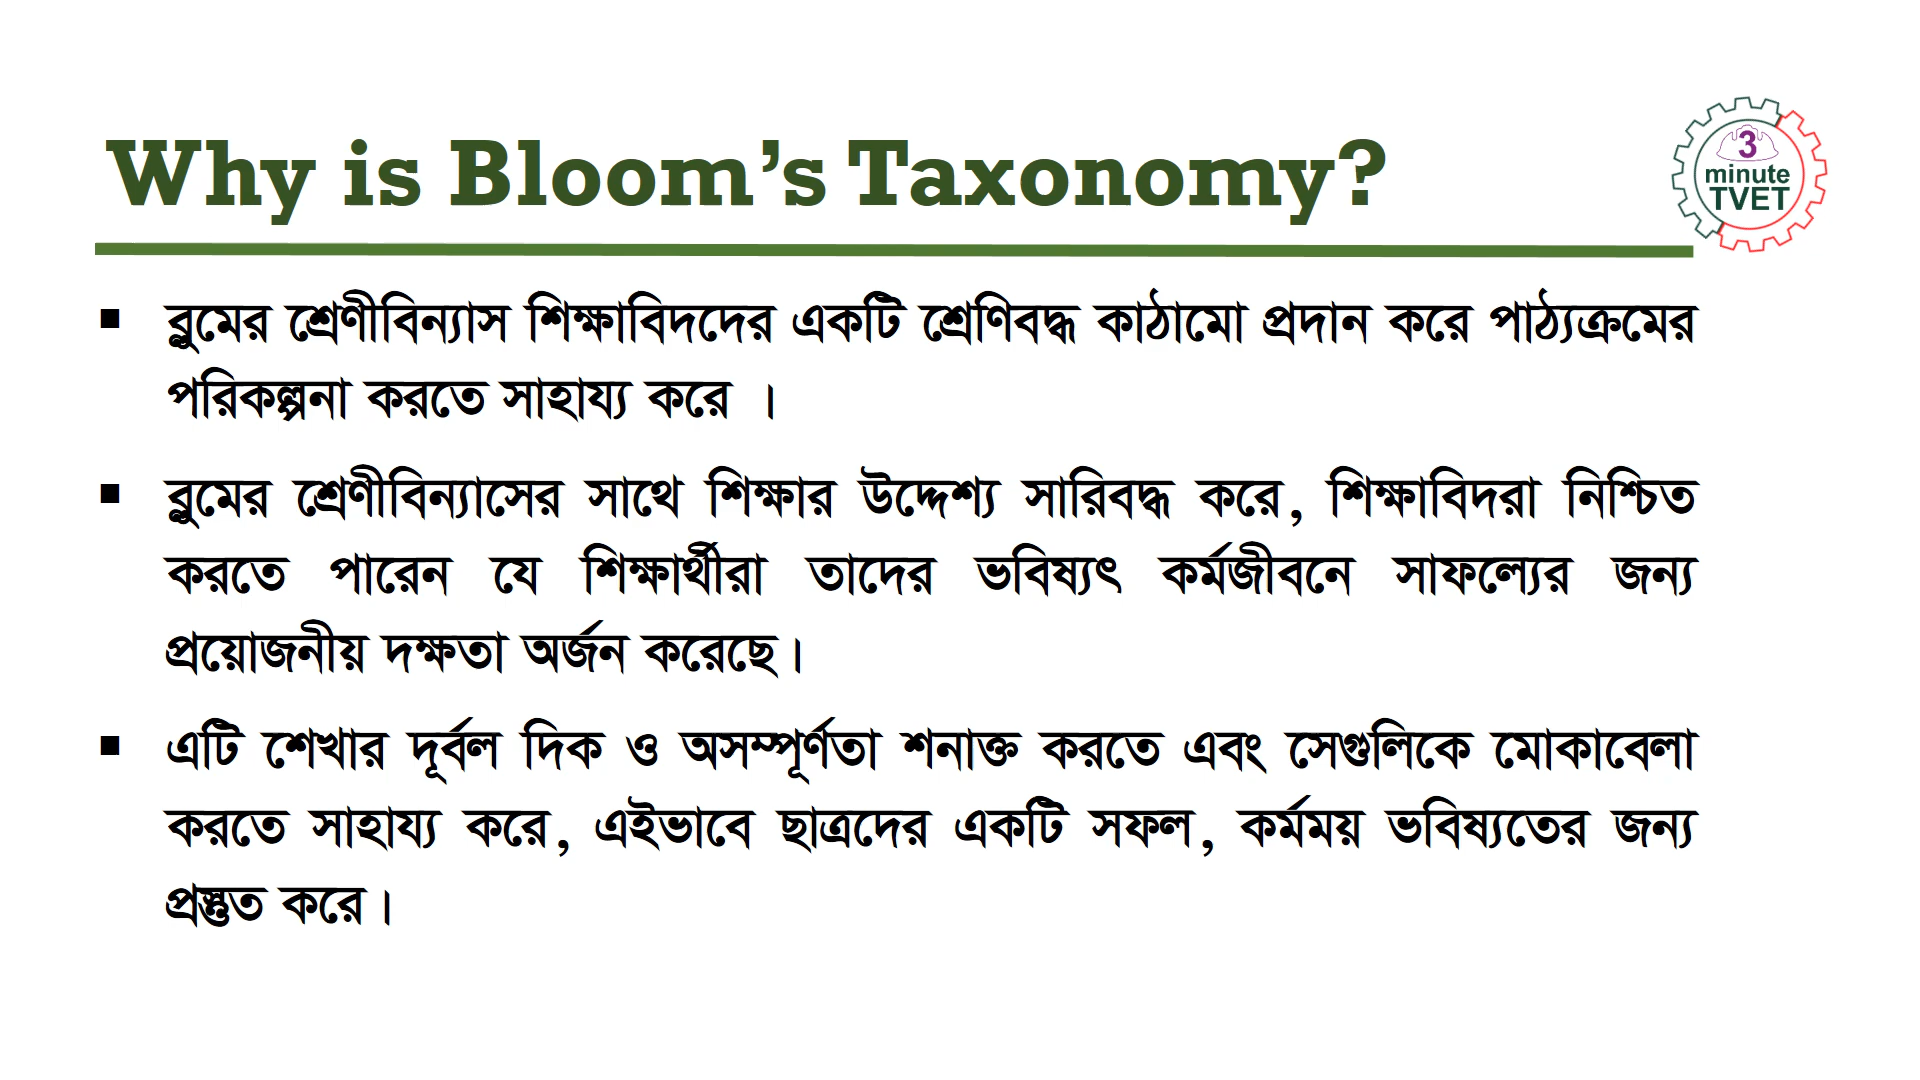 Why is Bloom’s Taxonomy?
3
minute
TVET
▪ ব্লুমের শ্রেণীবিন্যাস শিক্ষাবিদদের একটি শ্রেণিবদ্ধ কাঠামো প্রদান করে পাঠ্যক্রমের
পরিকল্পনা করতে সাহায্য করে ।
▪ ব্লুমের শ্রেণীবিন্যাসের সাথে শিক্ষার উদ্দেশ্য সারিবদ্ধ করে, শিক্ষাবিদরা নিশ্চিত
করতে পারেন যে শিক্ষার্থীরা তাদের ভবিষ্যৎ কর্মজীবনে সাফল্যের জন্য
প্রয়োজনীয় দক্ষতা অর্জন করেছে।
▪ এটি শেখার দূর্বল দিক ও অসম্পূর্ণতা শনাক্ত করতে এবং সেগুলিকে মোকাবেলা
করতে সাহায্য করে, এইভাবে ছাত্রদের একটি সফল, কর্মময় ভবিষ্যতের জন্য
প্রস্তুত করে।